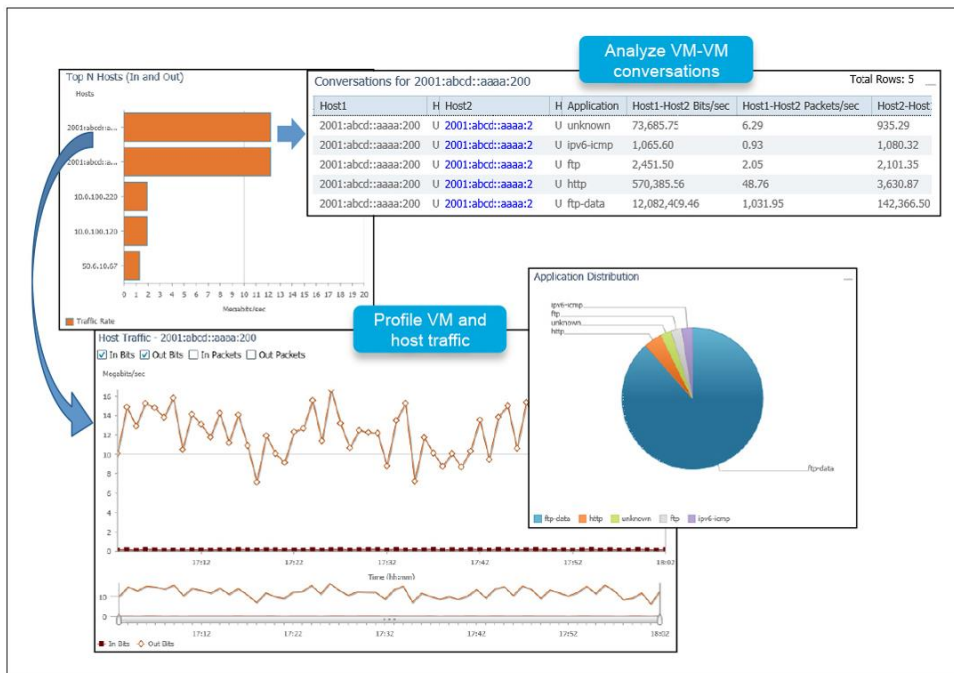 Analyze VM-VM
conversations
Top N Hosts (In and Out)
Hosts
2001:abcd::a...
2001:abcd::aa...
10.0.100.120
Megabits/sec
0 1 2 3 4 5 6 7 8 9 10 11 12 13 14 15 16 17 18 19 20
Traffic Rate
Conversations for 2001:abcd::aaaa:200
Total Rows: 5
Host1 H Host2 H Application Host1-Host2 Bits/sec Host1-Host2 Packets/sec Host2-Host
2001:abcd::aaaa:200 U 2001:abcd::aaaa:2 U unknown 73,685.75 6.29 935.29
2001:abcd::aaaa:200 U 2001:abcd::aaaa:2 U ipv6-icmp 1,065.60 0.93 1,080.32
2001:abcd::aaaa:200 U 2001:abcd::aaaa:2 U ftp 2,451.50 2.05 2,101.35
2001:abcd::aaaa:200 U 2001:abcd::aaaa:2 U http 570,385.56 48.76 3,630.87
2001:abcd::aaaa:200 U 2001:abcd::aaaa:2 U ftp-data 12,082,409.46 1,031.95 142,366.50
Profile VM and
host traffic
Application Distribution
ipv6-icmp
ftp
unknown
http
ftp-data
ftp-data http unknown ftp ipv6-icmp
Host Traffic - 2001:abcd::aaaa:200
In Bits Out Bits In Packets Out Packets
Megabits/sec
16
14
12
10
8
6
4
2
0
17:12 17:22 17:32 17:42 17:52 18:02
Time (hh:mm)
10
0
17:12 17:22 17:32 17:42 17:52 18:02
In Bits Out Bits